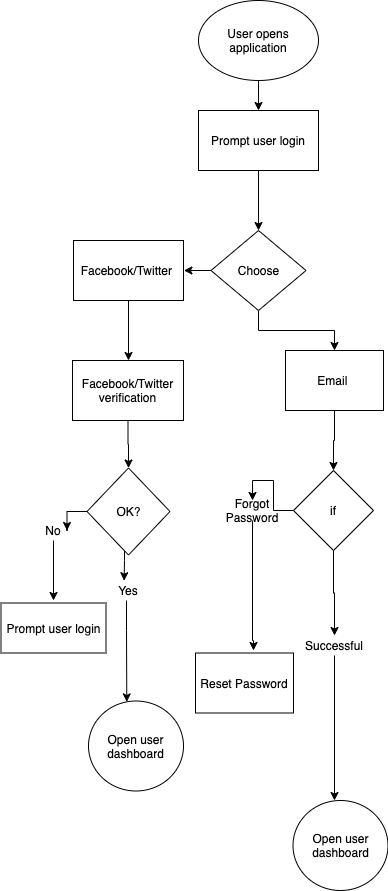 User opens
application
Prompt user login
Choose
Facebook/Twitter
Email
Facebook/Twitter
verification
OK?
if
Forgot
Password
No
Yes
Prompt user login
Successful
Reset Password
Open user
dashboard
Open user
dashboard